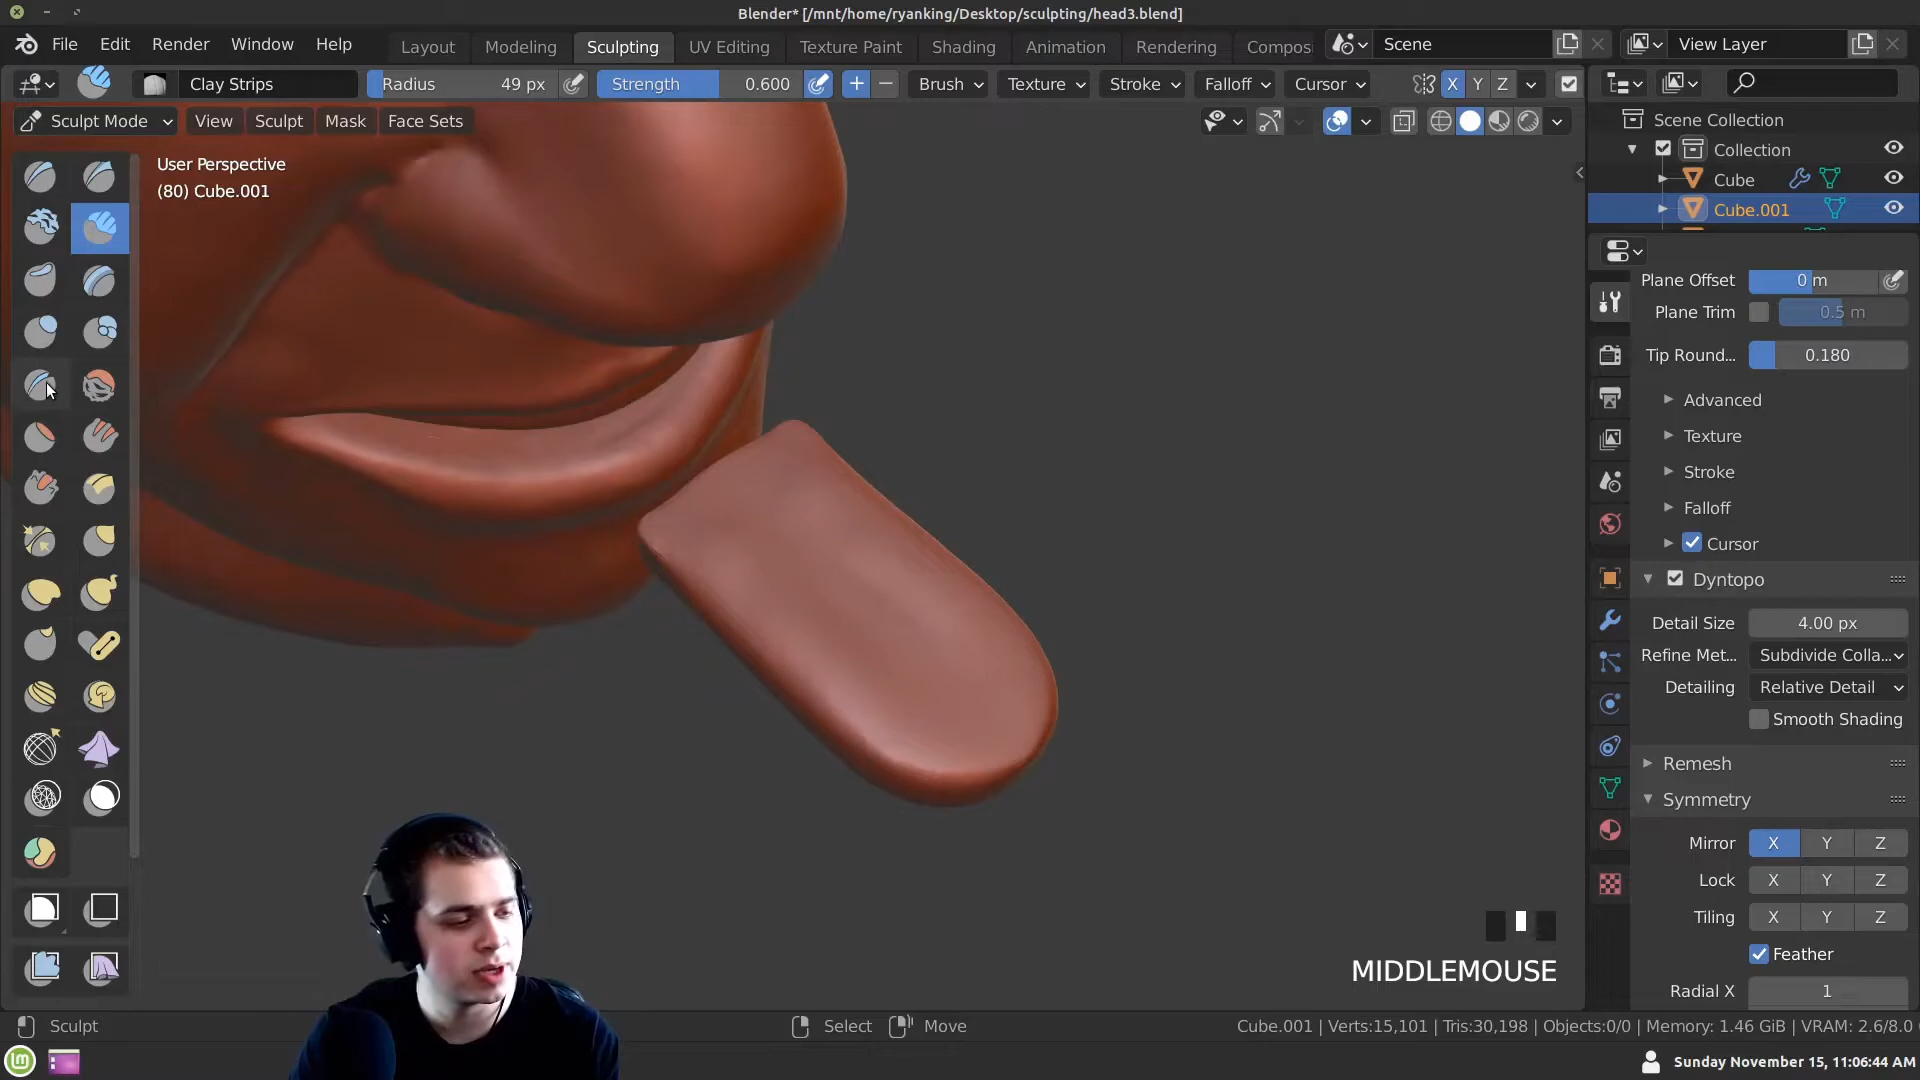 Blender* [/mnt/home/ryanking/Desktop/sculpting/head3.blend]
File Edit Render Window Help
Layout Modeling Sculpting UV Editing Texture Paint Shading Animation Rendering Compos
Scene
View Layer
Clay Strips
Radius 49 px
Strength 0.600
Brush Texture Stroke Falloff Cursor
X Y Z
Sculpt Mode View Sculpt Mask Face Sets
User Perspective
(80) Cube.001
Scene Collection
Collection
Cube
Cube.001
Plane Offset 0 m
Plane Trim 0.5 m
Tip Round... 0.180
Advanced
Texture
Stroke
Falloff
Cursor
Dyntopo
Detail Size 4.00 px
Refine Met... Subdivide Colla...
Detailing Relative Detail
Smooth Shading
Remesh
Symmetry
Mirror X Y Z
Lock X Y Z
Tiling X Y Z
Feather
Radial X 1
MIDDLEMOUSE
Sculpt Select Move
Cube.001 | Verts:15,101 | Tris:30,198 | Objects:0/0 | Memory: 1.46 GiB | VRAM: 2.6/8.0
Sunday November 15, 11:06:44 AM